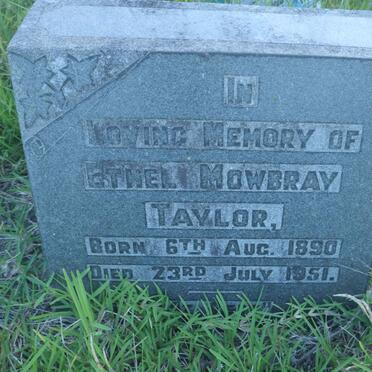 IN
LOVING MEMORY OF
ETHEL MOWBRAY
TAYLOR,
BORN 6TH AUG. 1890
DIED 23RD JULY 1951.